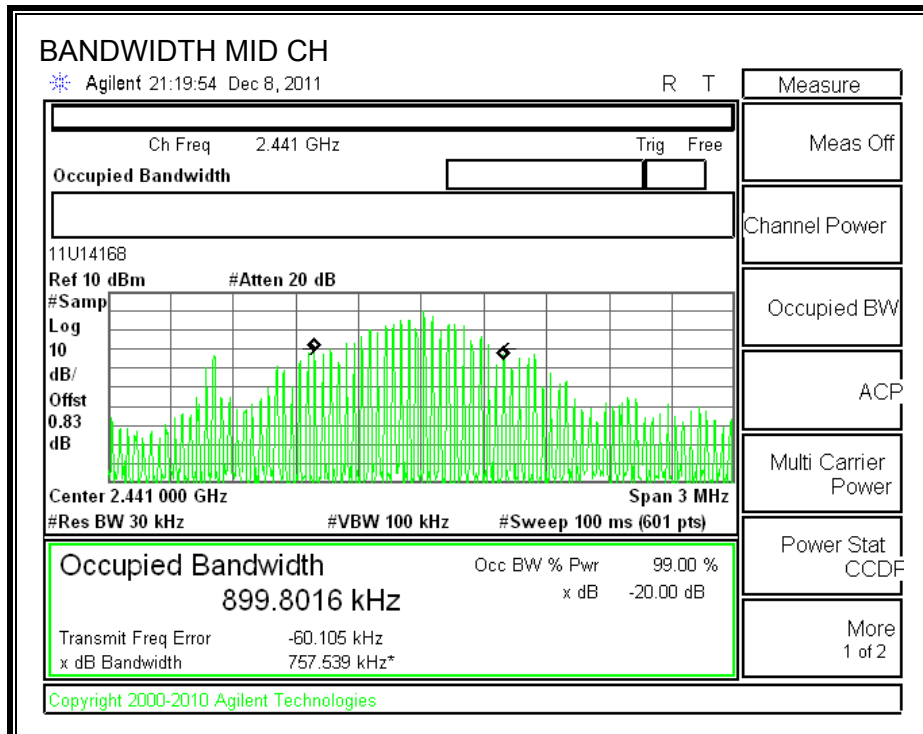 BANDWIDTH MID CH
Agilent 21:19:54 Dec 8, 2011 R T
Measure
Ch Freq 2.441 GHz Trig Free
Occupied Bandwidth
Meas Off
Channel Power
Occupied BW
ACP
Multi Carrier
Power
Power Stat
CCDF
More
1 of 2
11U14168
Ref 10 dBm #Atten 20 dB
#Samp
Log
10
dB/
Offst
0.83
dB
Center 2.441 000 GHz Span 3 MHz
#Res BW 30 kHz #VBW 100 kHz #Sweep 100 ms (601 pts)
Occupied Bandwidth Occ BW % Pwr 99.00 %
899.8016 kHz x dB -20.00 dB
Transmit Freq Error -60.105 kHz
x dB Bandwidth 757.539 kHz*
Copyright 2000-2010 Agilent Technologies